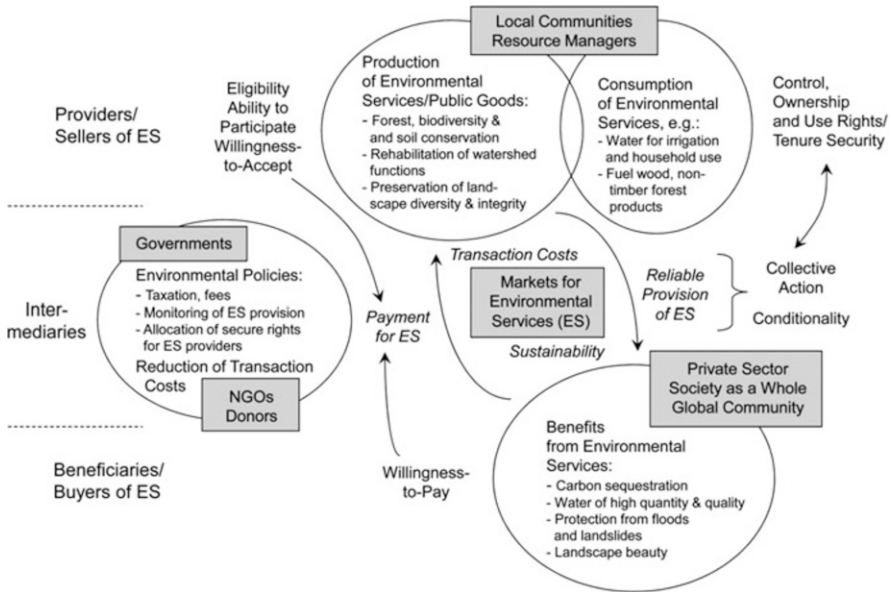 Local Communities
Resource Managers
Providers/
Sellers of ES
Eligibility
Ability to
Participate
Willingness-
to-Accept
Production
of Environmental
Services/Public Goods:
- Forest, biodiversity &
and soil conservation
- Rehabilitation of watershed
functions
- Preservation of land-
scape diversity & integrity
Consumption
of Environmental
Services, e.g.:
- Water for irrigation
and household use
- Fuel wood, non-
timber forest
products
Control,
Ownership
and Use Rights/
Tenure Security
Inter-
mediaries
Governments
Environmental Policies:
- Taxation, fees
- Monitoring of ES provision
- Allocation of secure rights
for ES providers
Reduction of Transaction
Costs
NGOs
Donors
Payment
for ES
Transaction Costs
Markets for
Environmental
Services (ES)
Sustainability
Reliable
Provision
of ES
Collective
Action
Conditionality
Beneficiaries/
Buyers of ES
Willingness-
to-Pay
Private Sector
Society as a Whole
Global Community
Benefits
from Environmental
Services:
- Carbon sequestration
- Water of high quantity & quality
- Protection from floods
and landslides
- Landscape beauty